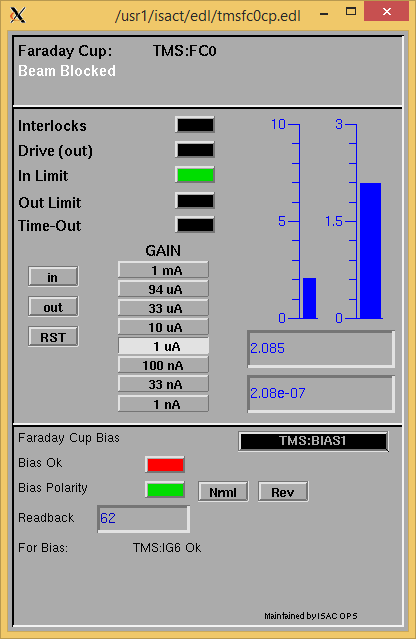 /usr1/isact/edl/tmsfc0cp.edl
Faraday Cup: TMS:FC0
Beam Blocked
Interlocks
Drive (out)
In Limit
Out Limit
Time-Out
10 3
5 1.5
0 0
GAIN
1 mA
94 uA
33 uA
10 uA
1 uA
100 nA
33 nA
1 nA
in
out
RST
2.085
2.08e-07
Faraday Cup Bias TMS:BIAS1
Bias Ok
Bias Polarity Nrml Rev
Readback 62
For Bias: TMS:IG6 Ok
Maintained by ISAC OPS